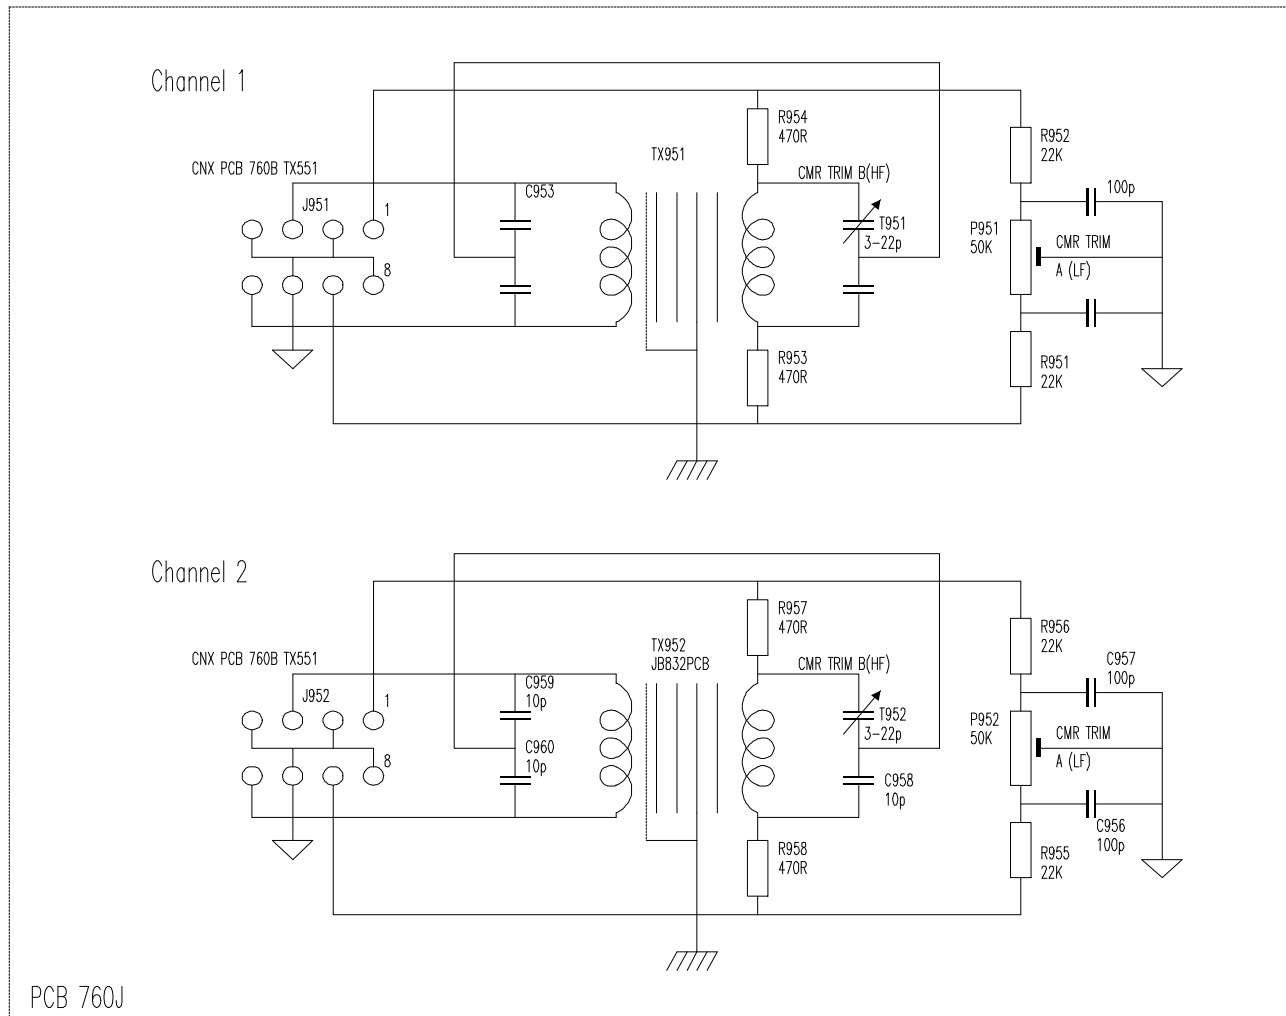 Channel 1
R954
470R
R952
22K
CNX PCB 760B TX551
TX951
CMR TRIM B(HF)
C953
100p
J951
1
T951
3-22p
P951
50K
CMR TRIM
A (LF)
8
R953
470R
R951
22K
Channel 2
R957
470R
R956
22K
CNX PCB 760B TX551
TX952
JB832PCB
CMR TRIM B(HF)
C957
100p
C959
10p
J952
1
T952
3-22p
P952
50K
CMR TRIM
A (LF)
8
C960
10p
C958
10p
C956
100p
R958
470R
R955
22K
PCB 760J